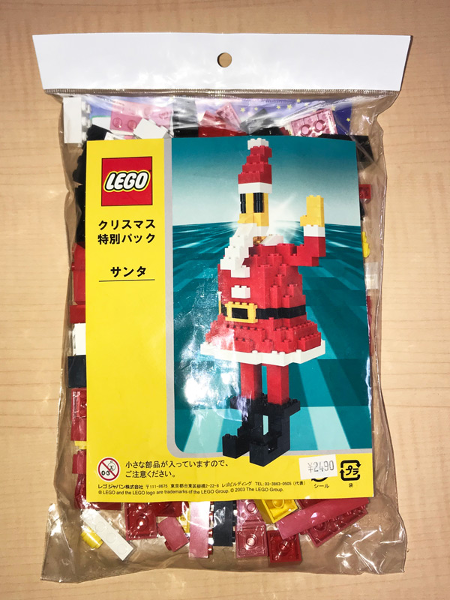 LEGO
クリスマス
特別パック
サンタ
¥2490
小さな部品が入っていますので、
ご注意ください。
シール
袋
プラ
レゴ ジャパン株式会社
© LEGO and the LEGO logo are trademarks of the LEGO Group. © 2003 The LEGO Group.